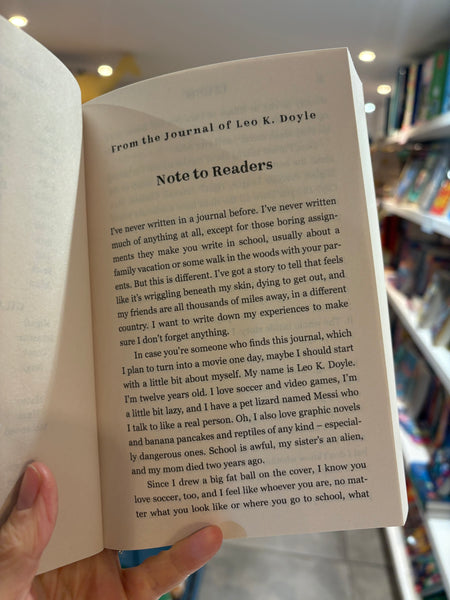 From the Journal of Leo K. Doyle
Note to Readers
I've never written in a journal before. I've never written
much of anything at all, except for those boring assign-
ments they make you write in school, usually about a
family vacation or some walk in the woods with your par-
ents. But this is different. I've got a story to tell that feels
like it's wriggling beneath my skin, dying to get out, and
my friends are all thousands of miles away, in a different
country. I want to write down my experiences to make
sure I don't forget anything.
In case you're someone who finds this journal, which
I plan to turn into a movie one day, maybe I should start
with a little bit about myself. My name is Leo K. Doyle.
I'm twelve years old. I love soccer and video games, I'm
a little bit lazy, and I have a pet lizard named Messi who
I talk to like a real person. Oh, I also love graphic novels
and banana pancakes and reptiles of any kind – especial-
ly dangerous ones. School is awful, my sister's an alien,
and my mom died two years ago.
Since I drew a big fat ball on the cover, I know you
love soccer, too, and I feel like whoever you are, no mat-
ter what you look like or where you go to school, what